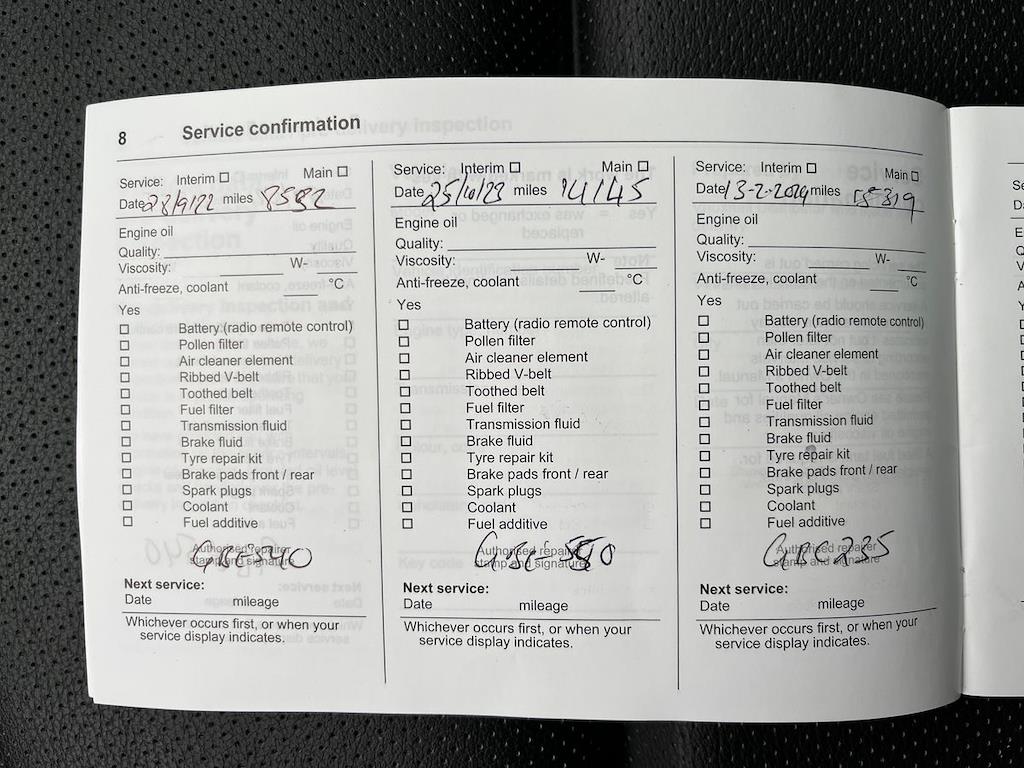 8 Service confirmation
Service: Interim ☐ Main ☐
Date 28/9/22 miles 8582
Engine oil
Quality:
Viscosity: W-
Anti-freeze, coolant °C
Yes
☐ Battery (radio remote control)
☐ Pollen filter
☐ Air cleaner element
☐ Ribbed V-belt
☐ Toothed belt
☐ Fuel filter
☐ Transmission fluid
☐ Brake fluid
☐ Tyre repair kit
☐ Brake pads front / rear
☐ Spark plugs
☐ Coolant
☐ Fuel additive
Authorised repairer
stamp and signature
Next service:
Date mileage
Whichever occurs first, or when your
service display indicates.
Service: Interim ☐ Main ☐
Date 25/10/23 miles 14145
Engine oil
Quality:
Viscosity: W-
Anti-freeze, coolant °C
Yes
☐ Battery (radio remote control)
☐ Pollen filter
☐ Air cleaner element
☐ Ribbed V-belt
☐ Toothed belt
☐ Fuel filter
☐ Transmission fluid
☐ Brake fluid
☐ Tyre repair kit
☐ Brake pads front / rear
☐ Spark plugs
☐ Coolant
☐ Fuel additive
Authorised repairer
stamp and signature
Next service:
Date mileage
Whichever occurs first, or when your
service display indicates.
Service: Interim ☐ Main ☐
Date 13-2-2024 miles 15319
Engine oil
Quality:
Viscosity: W-
Anti-freeze, coolant °C
Yes
☐ Battery (radio remote control)
☐ Pollen filter
☐ Air cleaner element
☐ Ribbed V-belt
☐ Toothed belt
☐ Fuel filter
☐ Transmission fluid
☐ Brake fluid
☐ Tyre repair kit
☐ Brake pads front / rear
☐ Spark plugs
☐ Coolant
☐ Fuel additive
Authorised repairer
stamp and signature
GBC235
Next service:
Date mileage
Whichever occurs first, or when your
service display indicates.